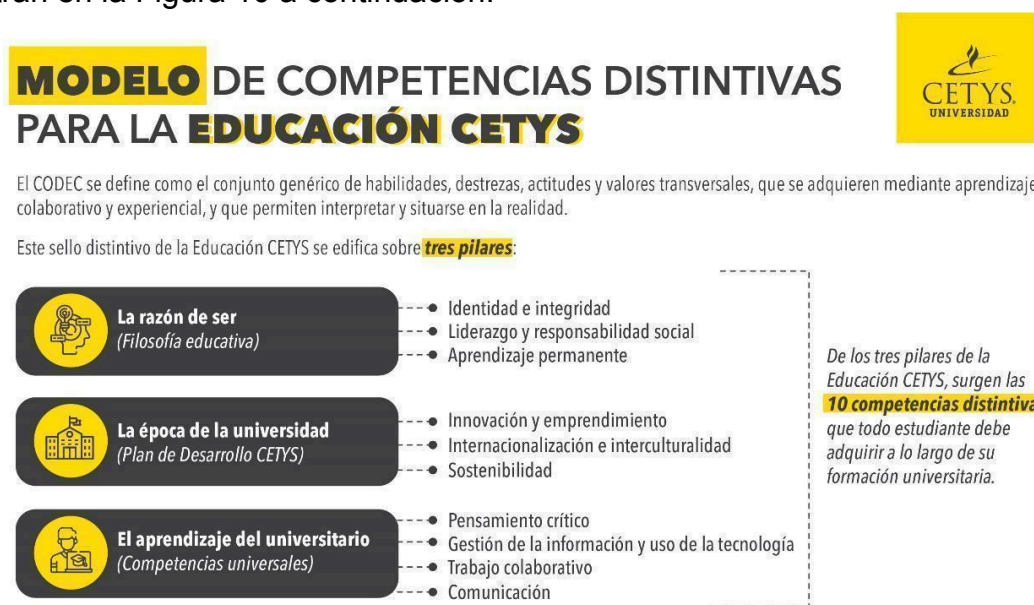 en la Figura 10 a continuación.
MODELO DE COMPETENCIAS DISTINTIVAS
PARA LA EDUCACIÓN CETYS
CETYS
UNIVERSIDAD
El CODEC se define como el conjunto genérico de habilidades, destrezas, actitudes y valores transversales, que se adquieren mediante aprendizaje
colaborativo y experiencial, y que permiten interpretar y situarse en la realidad.
Este sello distintivo de la Educación CETYS se edifica sobre tres pilares:
La razón de ser
(Filosofía educativa)
Identidad e integridad
Liderazgo y responsabilidad social
Aprendizaje permanente
La época de la universidad
(Plan de Desarrollo CETYS)
Innovación y emprendimiento
Internacionalización e interculturalidad
Sostenibilidad
El aprendizaje del universitario
(Competencias universales)
Pensamiento crítico
Gestión de la información y uso de la tecnología
Trabajo colaborativo
Comunicación
De los tres pilares de la
Educación CETYS, surgen las
10 competencias distintiva
que todo estudiante debe
adquirir a lo largo de su
formación universitaria.